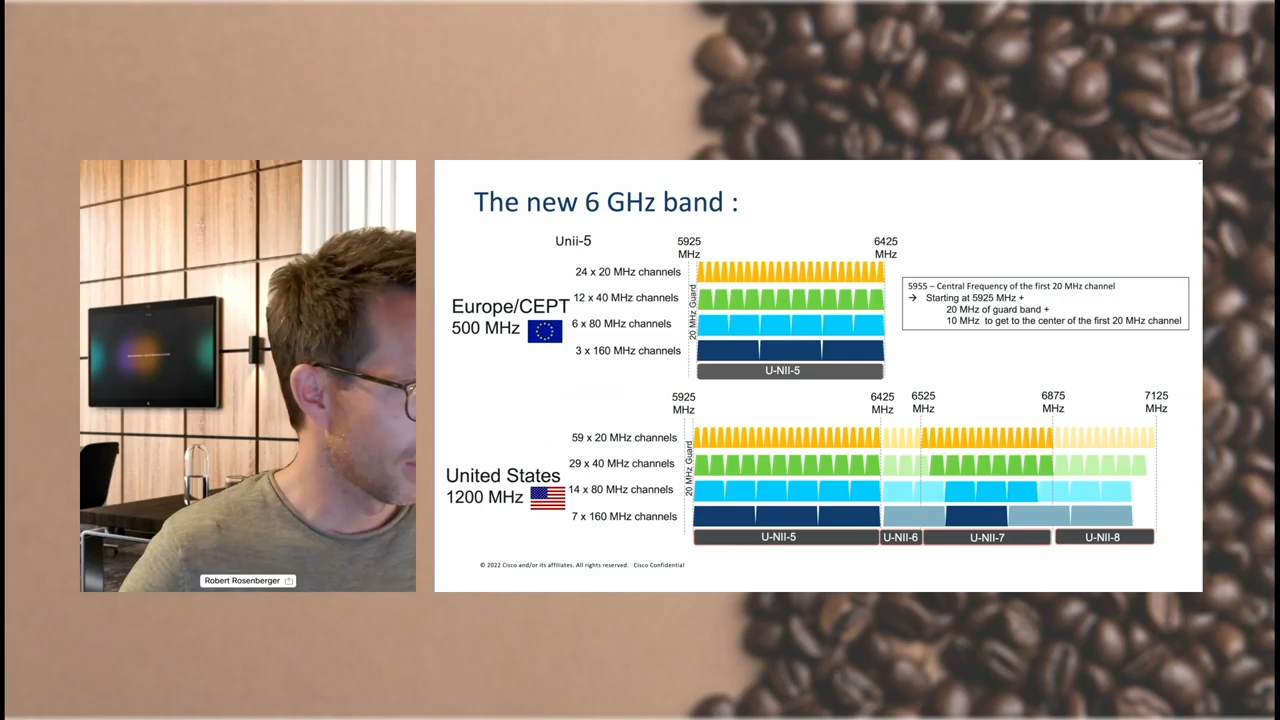 The new 6 GHz band :
Unii-5
5925
MHz
6425
MHz
24 x 20 MHz channels
12 x 40 MHz channels
6 x 80 MHz channels
3 x 160 MHz channels
Europe/CEPT
500 MHz
20 MHz Guard
U-NII-5
5955 – Central Frequency of the first 20 MHz channel
→ Starting at 5925 MHz +
20 MHz of guard band +
10 MHz to get to the center of the first 20 MHz channel
5925
MHz
6425
MHz
6525
MHz
6875
MHz
7125
MHz
59 x 20 MHz channels
29 x 40 MHz channels
14 x 80 MHz channels
7 x 160 MHz channels
United States
1200 MHz
20 MHz Guard
U-NII-5
U-NII-6
U-NII-7
U-NII-8
© 2022 Cisco and/or its affiliates. All rights reserved. Cisco Confidential
Robert Rosenberger